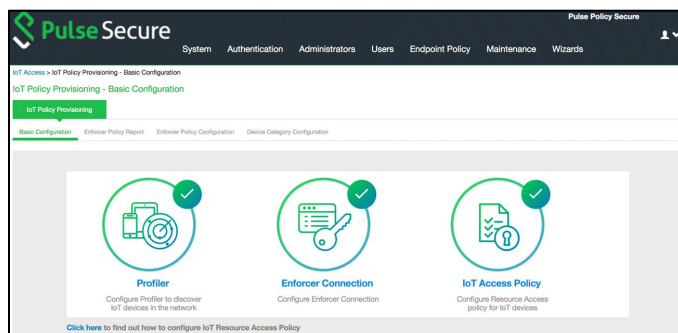 Pulse Policy Secure
Pulse Secure
System Authentication Administrators Users Endpoint Policy Maintenance Wizards
IoT Access > IoT Policy Provisioning - Basic Configuration
IoT Policy Provisioning - Basic Configuration
IoT Policy Provisioning
Basic Configuration Enforcer Policy Report Enforcer Policy Configuration Device Category Configuration
Profiler Enforcer Connection IoT Access Policy
Configure Profiler to discover Configure Enforcer Connection Configure Resource Access
IoT devices in the network policy for IoT devices
Click here to find out how to configure IoT Resource Access Policy